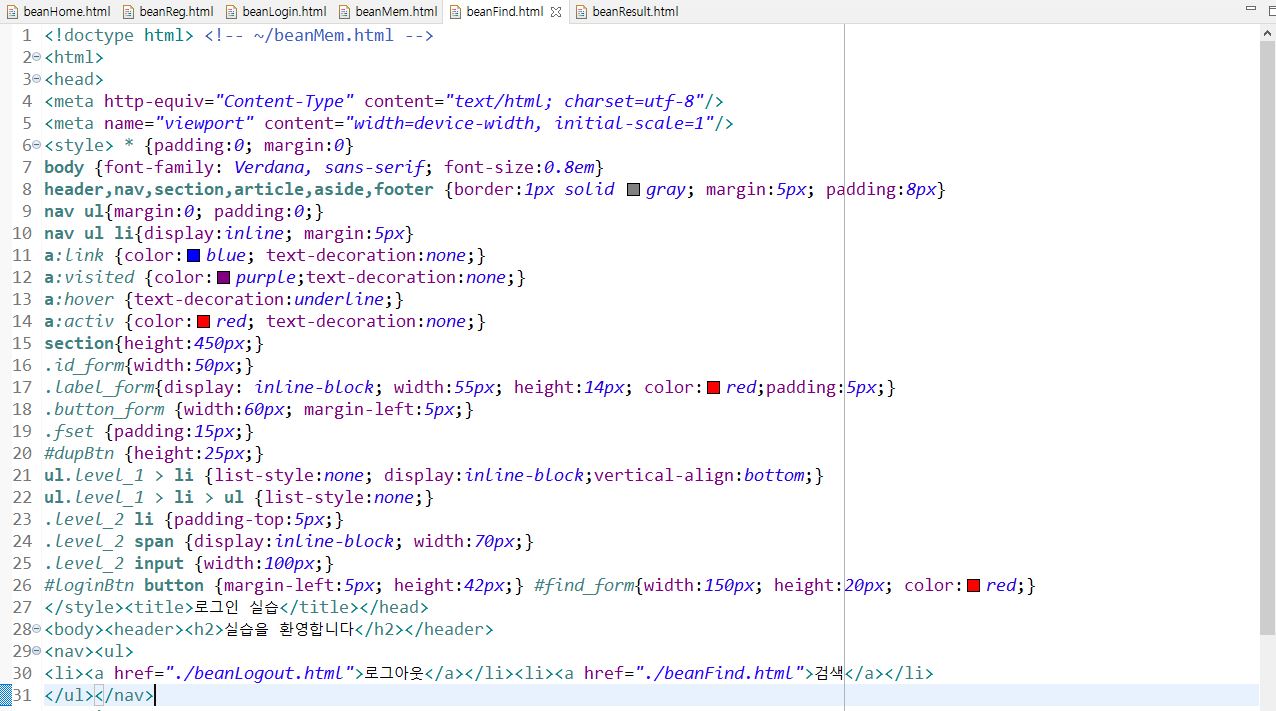 beanHome.html beanReg.html beanLogin.html beanMem.html beanFind.html beanResult.html
1 <!doctype html> <!-- ~/beanMem.html -->
2 <html>
3 <head>
4 <meta http-equiv="Content-Type" content="text/html; charset=utf-8"/>
5 <meta name="viewport" content="width=device-width, initial-scale=1"/>
6 <style> * {padding:0; margin:0}
7 body {font-family: Verdana, sans-serif; font-size:0.8em}
8 header,nav,section,article,aside,footer {border:1px solid gray; margin:5px; padding:8px}
9 nav ul{margin:0; padding:0;}
10 nav ul li{display:inline; margin:5px}
11 a:link {color:blue; text-decoration:none;}
12 a:visited {color:purple;text-decoration:none;}
13 a:hover {text-decoration:underline;}
14 a:activ {color:red; text-decoration:none;}
15 section{height:450px;}
16 .id_form{width:50px;}
17 .label_form{display: inline-block; width:55px; height:14px; color:red;padding:5px;}
18 .button_form {width:60px; margin-left:5px;}
19 .fset {padding:15px;}
20 #dupBtn {height:25px;}
21 ul.level_1 > li {list-style:none; display:inline-block;vertical-align:bottom;}
22 ul.level_1 > li > ul {list-style:none;}
23 .level_2 li {padding-top:5px;}
24 .level_2 span {display:inline-block; width:70px;}
25 .level_2 input {width:100px;}
26 #loginBtn button {margin-left:5px; height:42px;} #find_form{width:150px; height:20px; color:red;}
27 </style><title>로그인 실습</title></head>
28 <body><header><h2>실습을 환영합니다</h2></header>
29 <nav><ul>
30 <li><a href="./beanLogout.html">로그아웃</a></li><li><a href="./beanFind.html">검색</a></li>
31 </ul></nav>